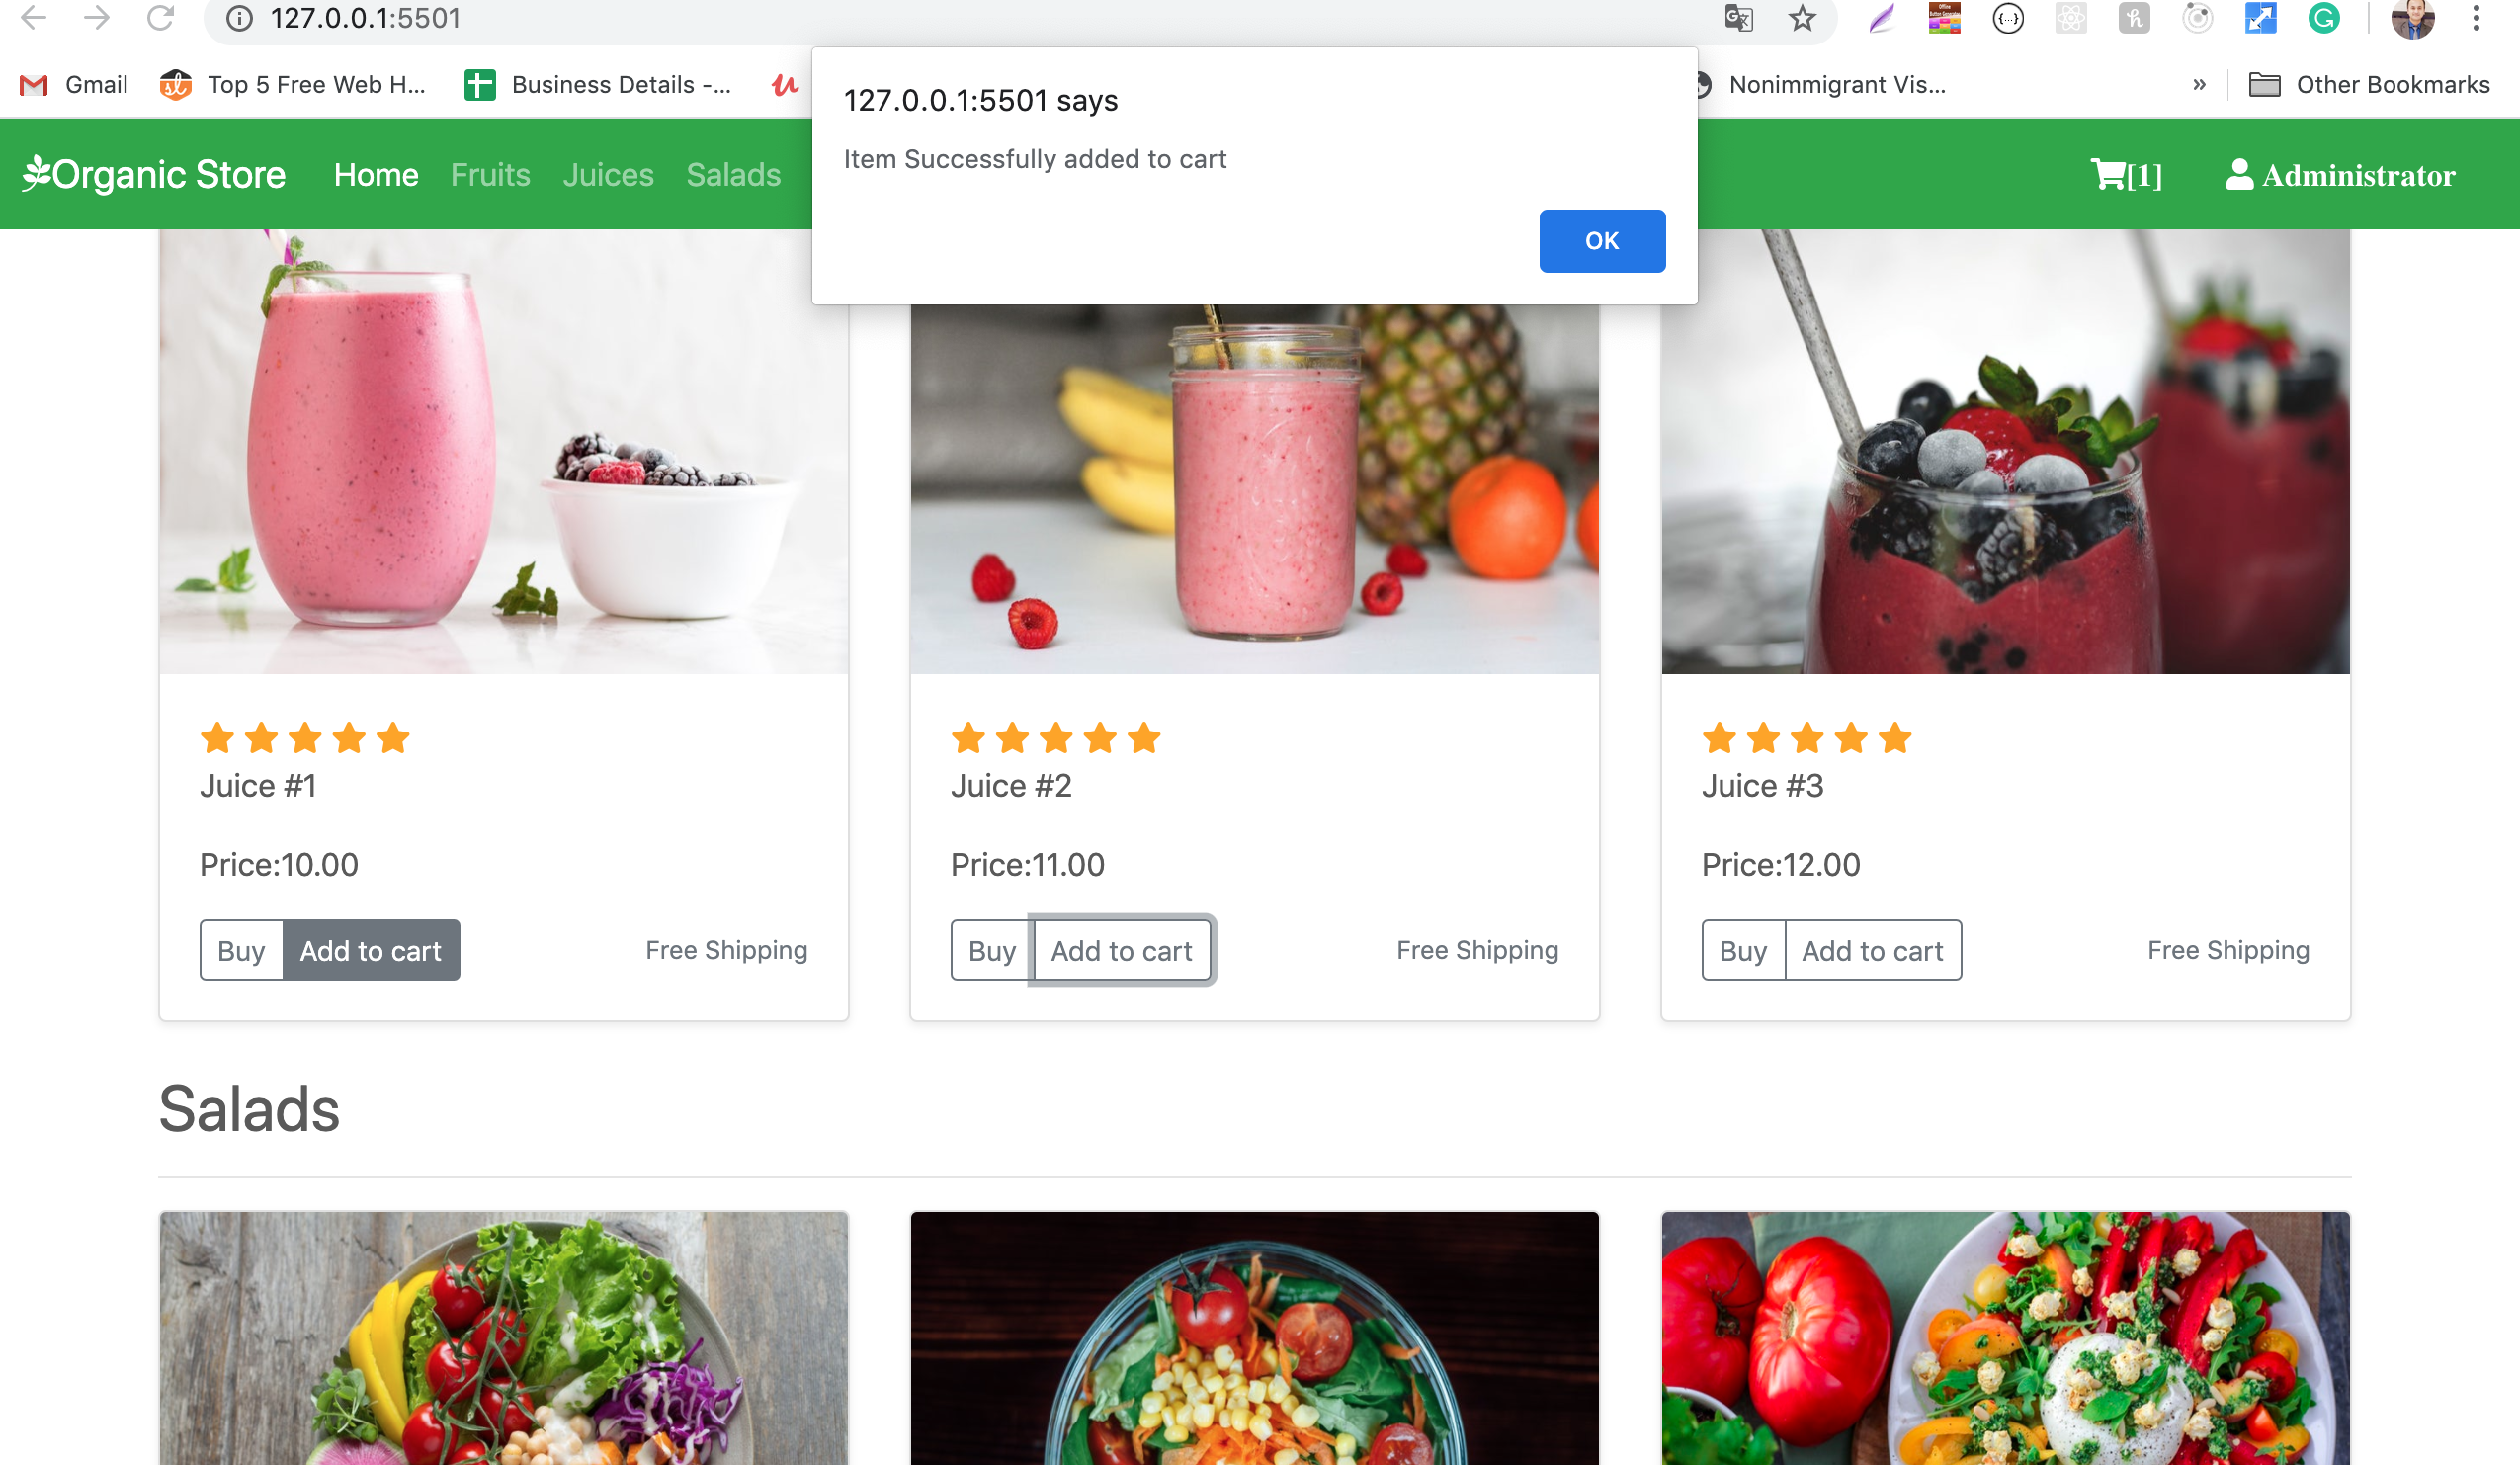 127.0.0.1:5501
Gmail
Top 5 Free Web H...
Business Details -...
Nonimmigrant Vis...
»
Other Bookmarks
127.0.0.1:5501 says
Item Successfully added to cart
OK
Organic Store
Home
Fruits
Juices
Salads
[1]
Administrator
Juice #1
Price:10.00
Buy
Add to cart
Free Shipping
Juice #2
Price:11.00
Buy
Add to cart
Free Shipping
Juice #3
Price:12.00
Buy
Add to cart
Free Shipping
Salads